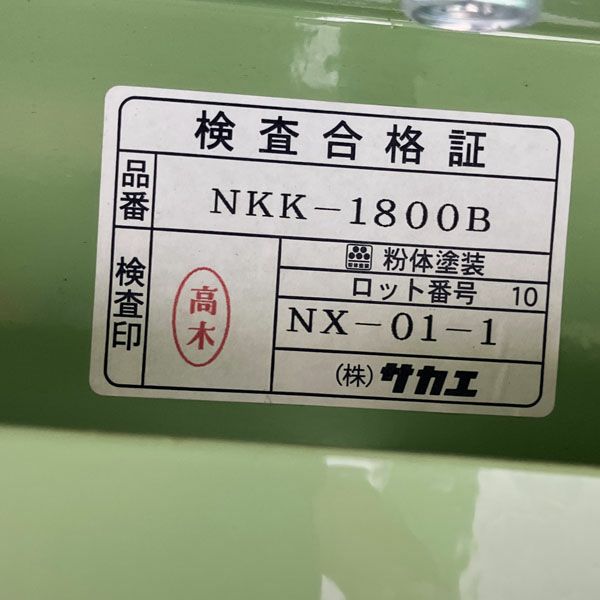 検査合格証
品番
NKK-1800B
検査印
高木
粉体塗装
ロット番号 10
NX-01-1
(株)サカエ